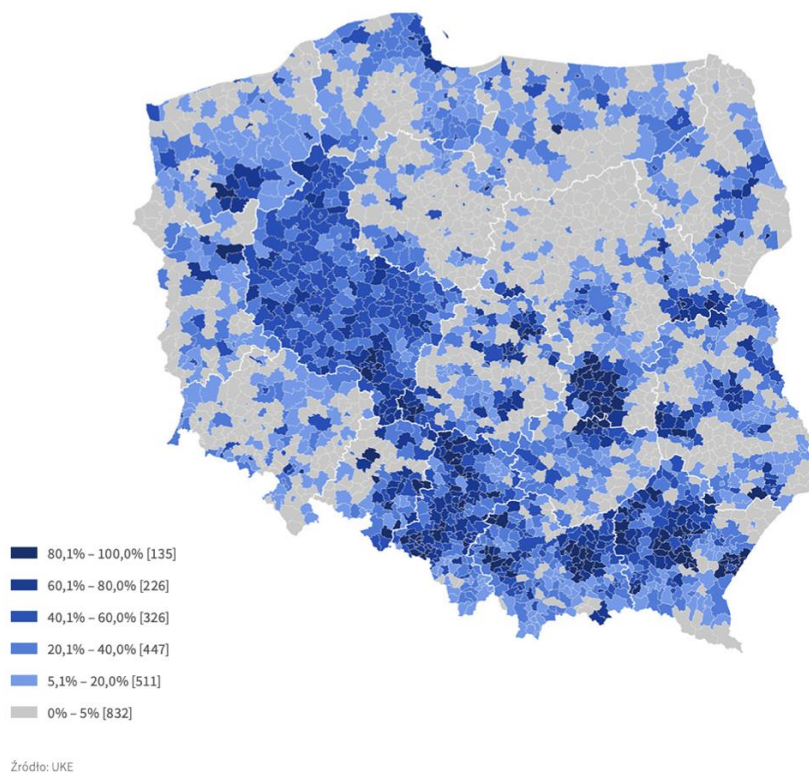 80,1% – 100,0% [135]
60,1% – 80,0% [226]
40,1% – 60,0% [326]
20,1% – 40,0% [447]
5,1% – 20,0% [511]
0% – 5% [832]
Źródło: UKE